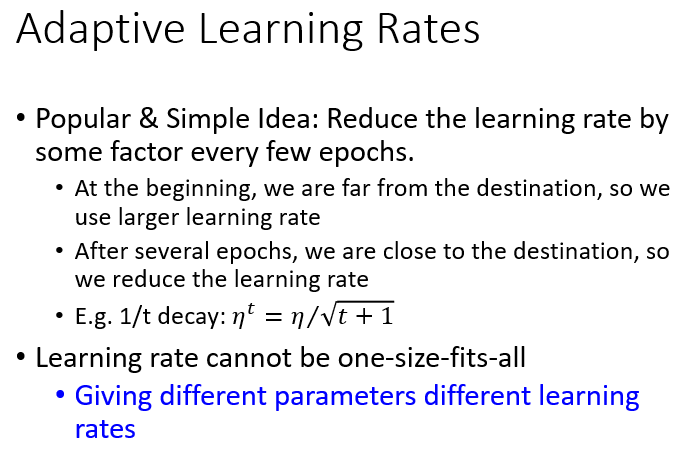 Adaptive Learning Rates
• Popular & Simple Idea: Reduce the learning rate by
some factor every few epochs.
• At the beginning, we are far from the destination, so we
use larger learning rate
• After several epochs, we are close to the destination, so
we reduce the learning rate
• E.g. 1/t decay: ηᵗ = η/√(t + 1)
• Learning rate cannot be one-size-fits-all
• Giving different parameters different learning
rates